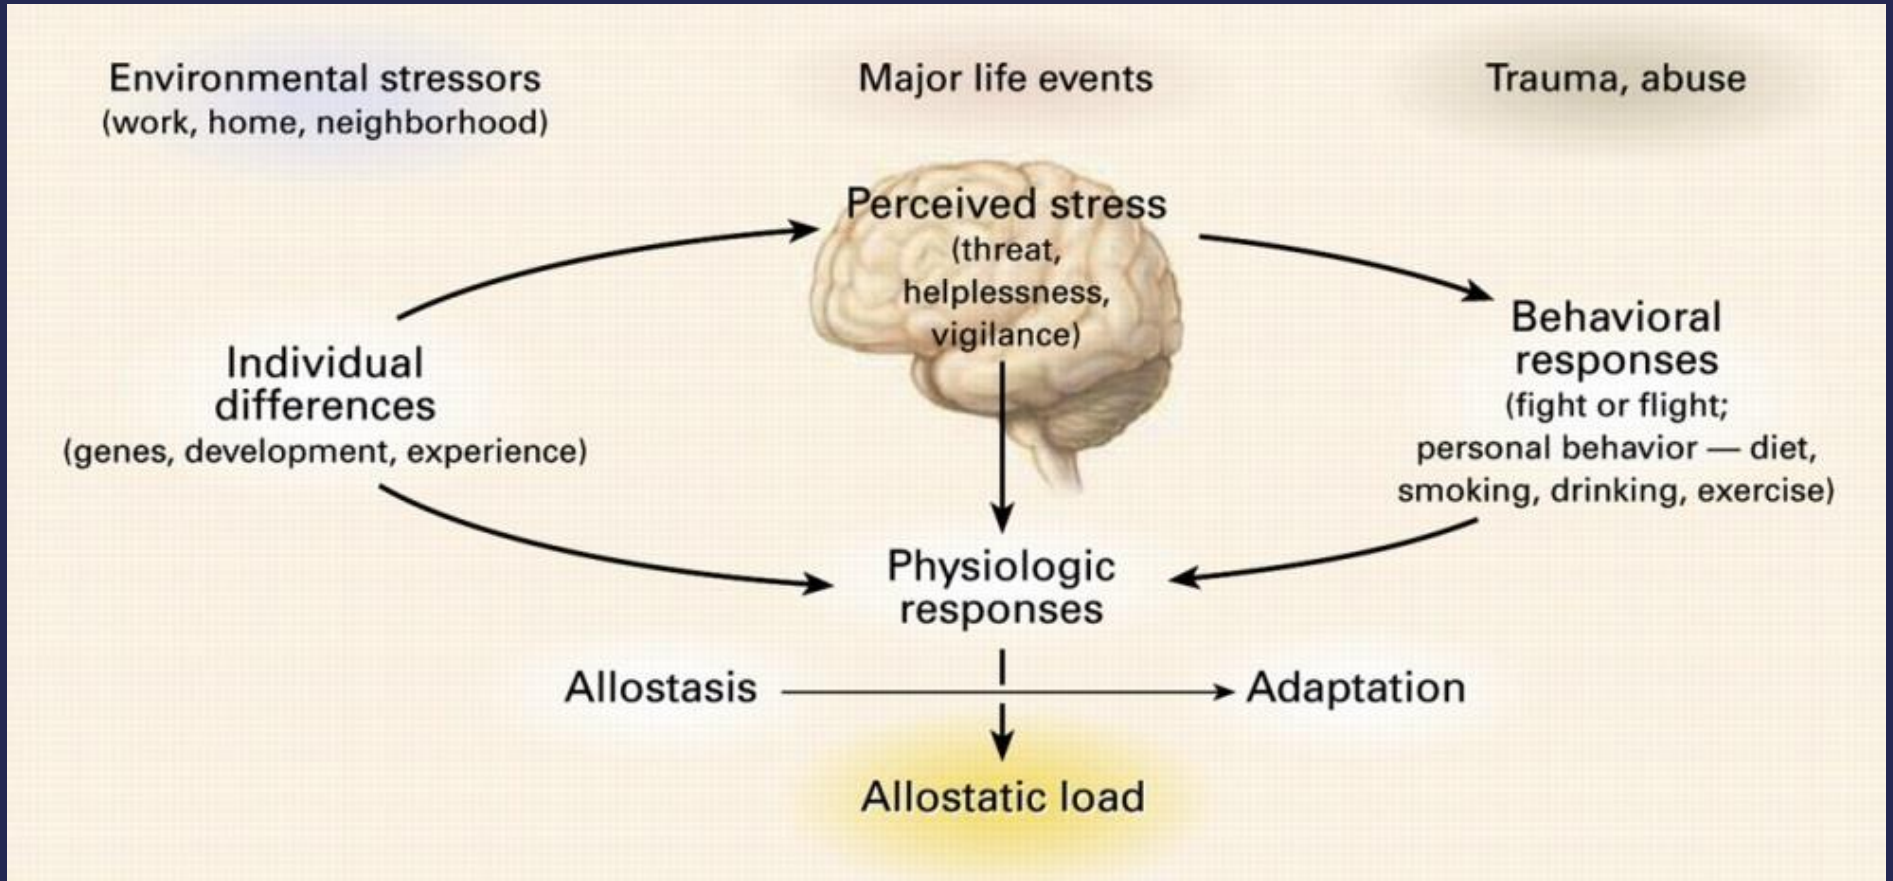 Environmental stressors
(work, home, neighborhood)
Major life events
Trauma, abuse
Perceived stress
(threat,
helplessness,
vigilance)
Individual
differences
(genes, development, experience)
Behavioral
responses
(fight or flight;
personal behavior — diet,
smoking, drinking, exercise)
Physiologic
responses
Allostasis
Adaptation
Allostatic load